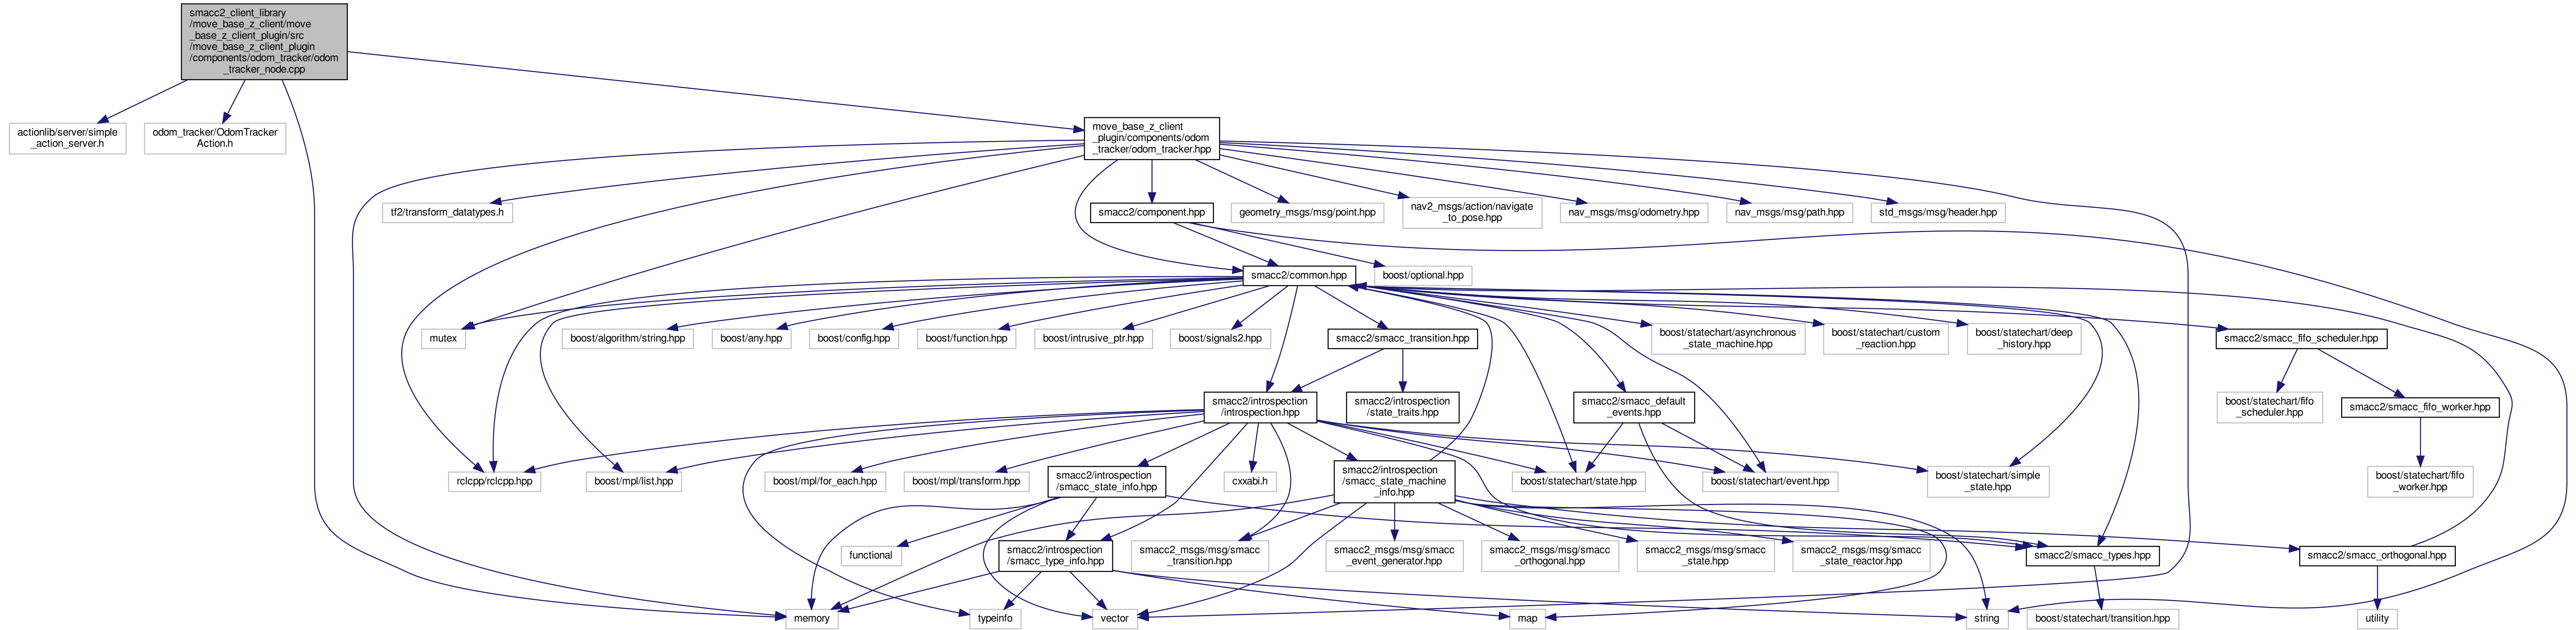 smacc2_client_library
/move_base_z_client/move
_base_z_client_plugin/src
/move_base_z_client_plugin
/components/odom_tracker/odom
_tracker_node.cpp
actionlib/server/simple
_action_server.h
odom_tracker/OdomTracker
Action.h
move_base_z_client
_plugin/components/odom
_tracker/odom_tracker.hpp
tf2/transform_datatypes.h
smacc2/component.hpp
geometry_msgs/msg/point.hpp
nav2_msgs/action/navigate
_to_pose.hpp
nav_msgs/msg/odometry.hpp
nav_msgs/msg/path.hpp
std_msgs/msg/header.hpp
smacc2/common.hpp
boost/optional.hpp
mutex
boost/algorithm/string.hpp
boost/any.hpp
boost/config.hpp
boost/function.hpp
boost/intrusive_ptr.hpp
boost/signals2.hpp
smacc2/smacc_transition.hpp
boost/statechart/asynchronous
_state_machine.hpp
boost/statechart/custom
_reaction.hpp
boost/statechart/deep
_history.hpp
smacc2/smacc_fifo_scheduler.hpp
smacc2/introspection
/introspection.hpp
smacc2/introspection
/state_traits.hpp
smacc2/smacc_default
_events.hpp
boost/statechart/fifo
_scheduler.hpp
smacc2/smacc_fifo_worker.hpp
rclcpp/rclcpp.hpp
boost/mpl/list.hpp
boost/mpl/for_each.hpp
boost/mpl/transform.hpp
smacc2/introspection
/smacc_state_info.hpp
cxxabi.h
smacc2/introspection
/smacc_state_machine
_info.hpp
boost/statechart/state.hpp
boost/statechart/event.hpp
boost/statechart/simple
_state.hpp
boost/statechart/fifo
_worker.hpp
functional
smacc2/introspection
/smacc_type_info.hpp
smacc2_msgs/msg/smacc
_transition.hpp
smacc2_msgs/msg/smacc
_event_generator.hpp
smacc2_msgs/msg/smacc
_orthogonal.hpp
smacc2_msgs/msg/smacc
_state.hpp
smacc2_msgs/msg/smacc
_state_reactor.hpp
smacc2/smacc_types.hpp
smacc2/smacc_orthogonal.hpp
memory
typeinfo
vector
map
string
boost/statechart/transition.hpp
utility